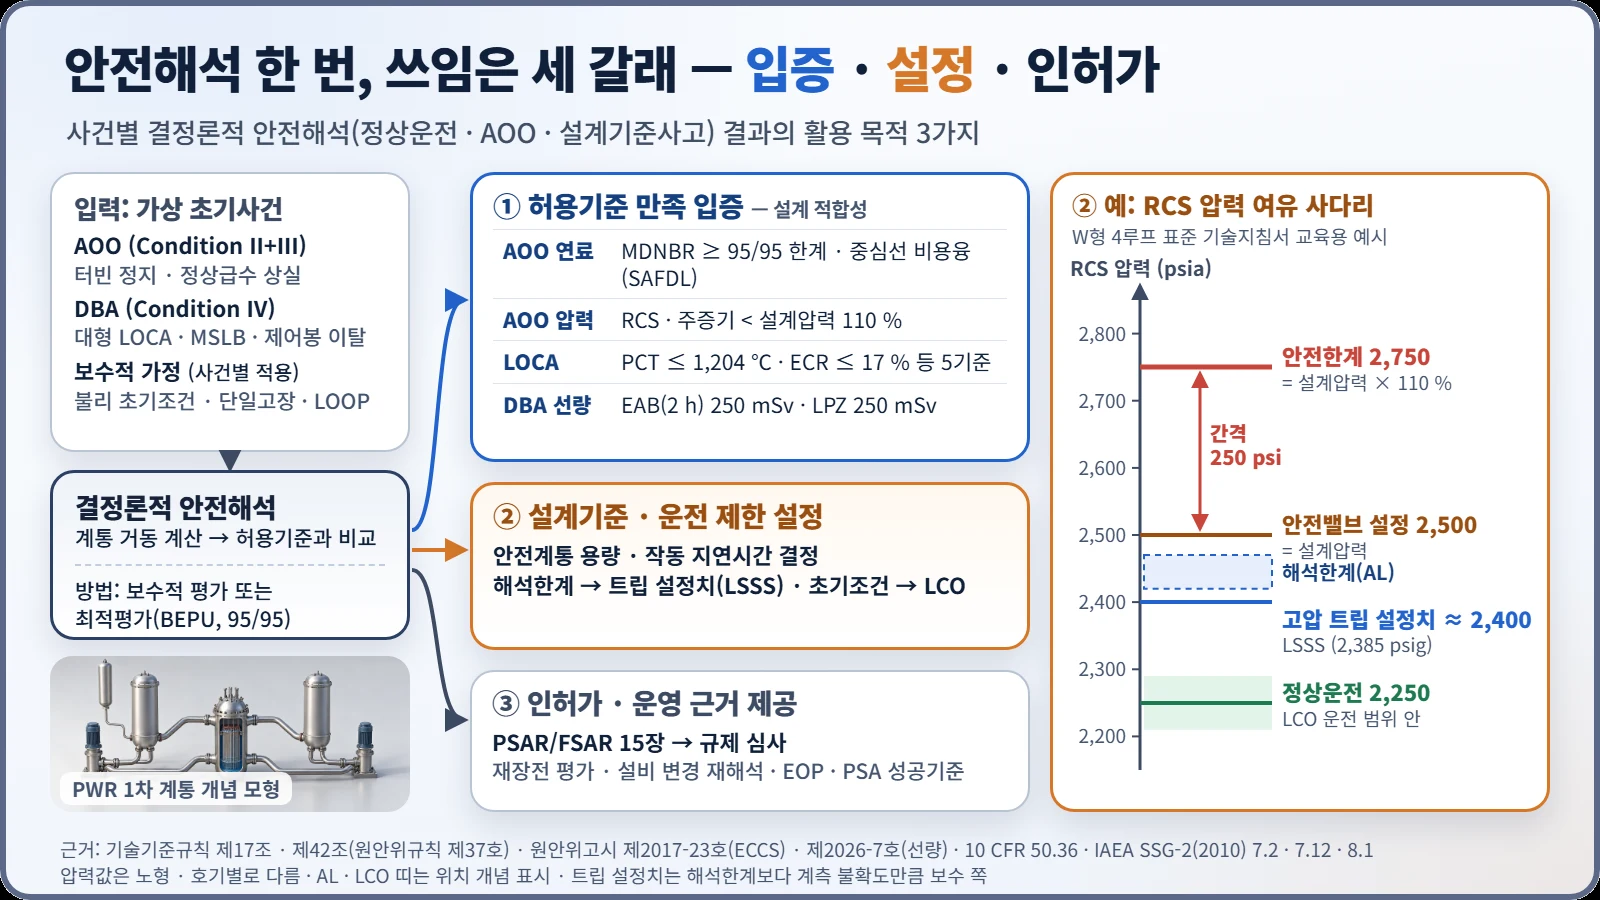 안전해석 한 번, 쓰임은 세 갈래 — 입증 · 설정 · 인허가
사건별 결정론적 안전해석(정상운전 · AOO · 설계기준사고) 결과의 활용 목적 3가지
입력: 가상 초기사건
AOO (Condition II+III)
터빈 정지 · 정상급수 상실
DBA (Condition IV)
대형 LOCA · MSLB · 제어봉 이탈
보수적 가정 (사건별 적용)
불리 초기조건 · 단일고장 · LOOP
결정론적 안전해석
계통 거동 계산 → 허용기준과 비교
방법: 보수적 평가 또는
최적평가(BEPU, 95/95)
PWR 1차 계통 개념 모형
① 허용기준 만족 입증 — 설계 적합성
AOO 연료 MDNBR ≥ 95/95 한계 · 중심선 비용융
(SAFDL)
AOO 압력 RCS · 주증기 < 설계압력 110 %
LOCA PCT ≤ 1,204 °C · ECR ≤ 17 % 등 5기준
DBA 선량 EAB(2 h) 250 mSv · LPZ 250 mSv
② 설계기준 · 운전 제한 설정
안전계통 용량 · 작동 지연시간 결정
해석한계 → 트립 설정치(LSSS) · 초기조건 → LCO
③ 인허가 · 운영 근거 제공
PSAR/FSAR 15장 → 규제 심사
재장전 평가 · 설비 변경 재해석 · EOP · PSA 성공기준
② 예: RCS 압력 여유 사다리
W형 4루프 표준 기술지침서 교육용 예시
RCS 압력 (psia)
2,800
2,700
2,600
2,500
2,400
2,300
2,200
안전한계 2,750
= 설계압력 × 110 %
간격
250 psi
안전밸브 설정 2,500
= 설계압력
해석한계(AL)
고압 트립 설정치 ≈ 2,400
LSSS (2,385 psig)
정상운전 2,250
LCO 운전 범위 안
근거: 기술기준규칙 제17조 · 제42조(원안위규칙 제37호) · 원안위고시 제2017-23호(ECCS) · 제2026-7호(선량) · 10 CFR 50.36 · IAEA SSG-2(2010) 7.2 · 7.12 · 8.1
압력값은 노형 · 호기별로 다름 · AL · LCO 띠는 위치 개념 표시 · 트립 설정치는 해석한계보다 계측 불확도만큼 보수 쪽